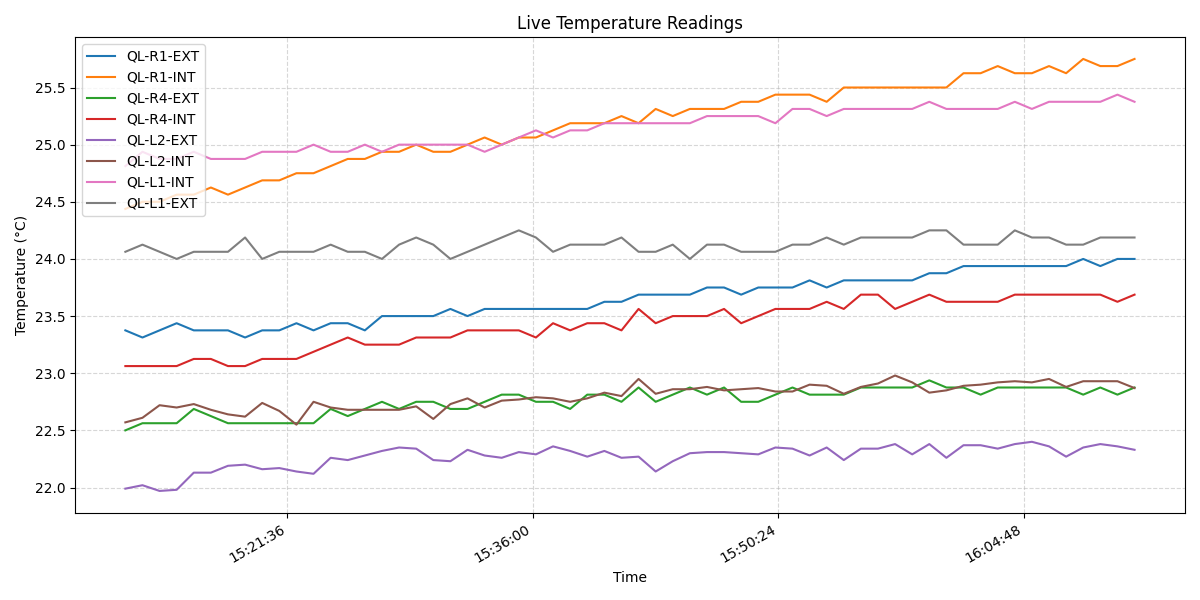 Live Temperature Readings
QL-R1-EXT
QL-R1-INT
QL-R4-EXT
QL-R4-INT
QL-L2-EXT
QL-L2-INT
QL-L1-INT
QL-L1-EXT
Temperature (°C)
25.5
25.0
24.5
24.0
23.5
23.0
22.5
22.0
15:21:36
15:36:00
15:50:24
16:04:48
Time